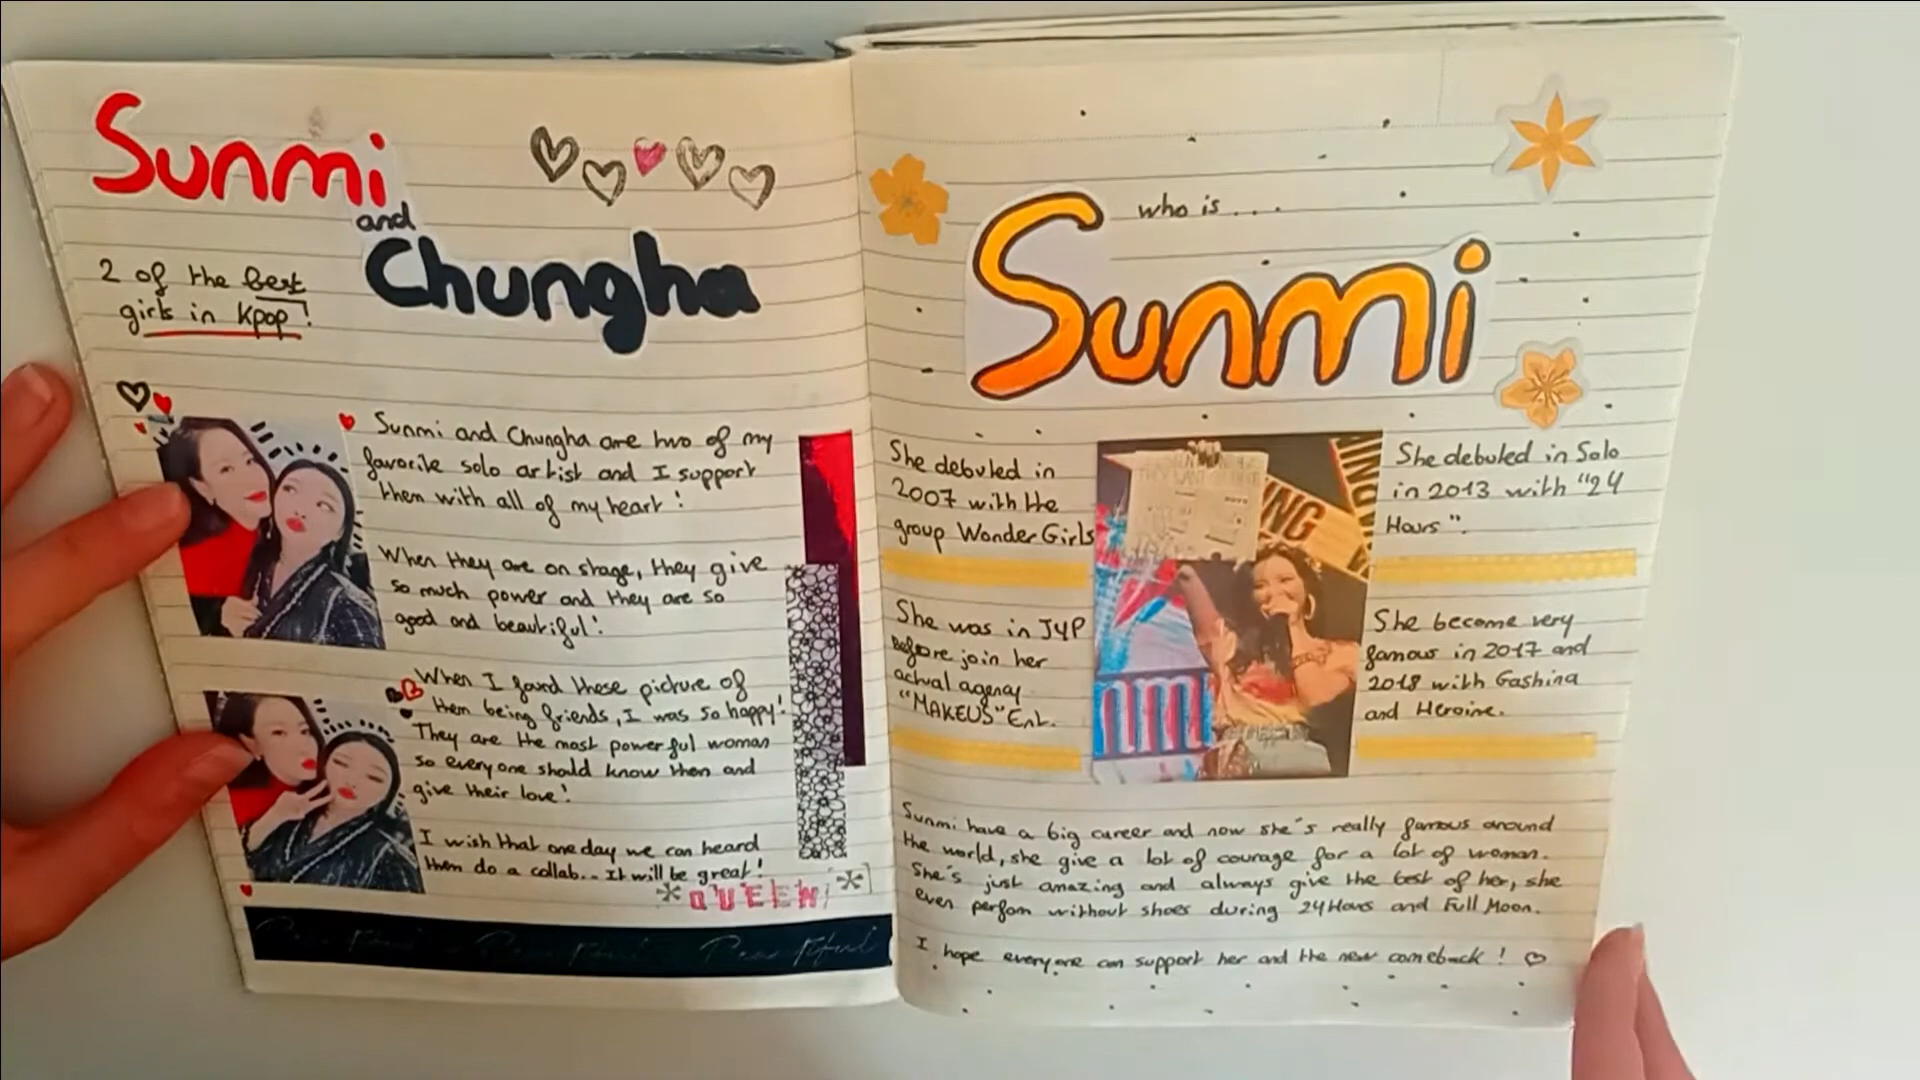 Sunmi
and
Chungha
2 of the best
girls in Kpop!
Sunmi and Chungha are two of my
favorite solo artist and I support
them with all of my heart !
When they are on stage, they give
so much power and they are so
good and beautiful!
When I found these picture of
them being friends, I was so happy!
They are the most powerful woman
so everyone should know them and
give their love!
I wish that one day we can heard
them do a collab.. It will be great!
*QUEEN*
who is....
Sunmi
She debuted in
2007 with the
group Wonder Girls
She was in JYP
before join her
actual agency
"MAKEUS" Ent.
She debuted in Solo
in 2013 with "24
Hours".
She become very
famous in 2017 and
2018 with Gashina
and Heroine.
Sunmi have a big career and now she's really famous around
the world, she give a lot of courage for a lot of woman.
She's just amazing and always give the best of her, she
even perfom without shoes during 24 Hours and Full Moon.
I hope everyone can support her and the new comeback !